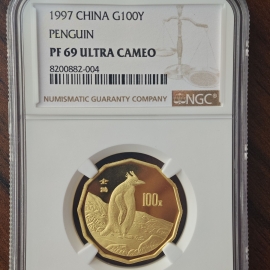 1997 CHINA G100Y
PENGUIN
PF 69 ULTRA CAMEO
8200882-004
NUMISMATIC GUARANTY COMPANY
NGC
100元